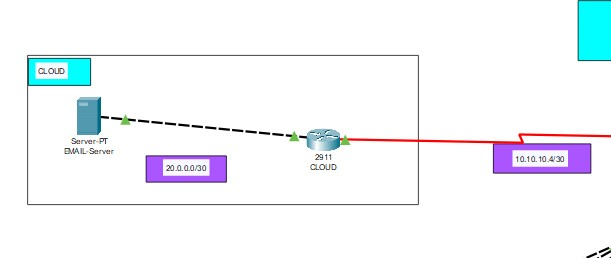 CLOUD
Server-PT
EMAIL-Server
2911
CLOUD
20.0.0.0/30
10.10.10.4/30